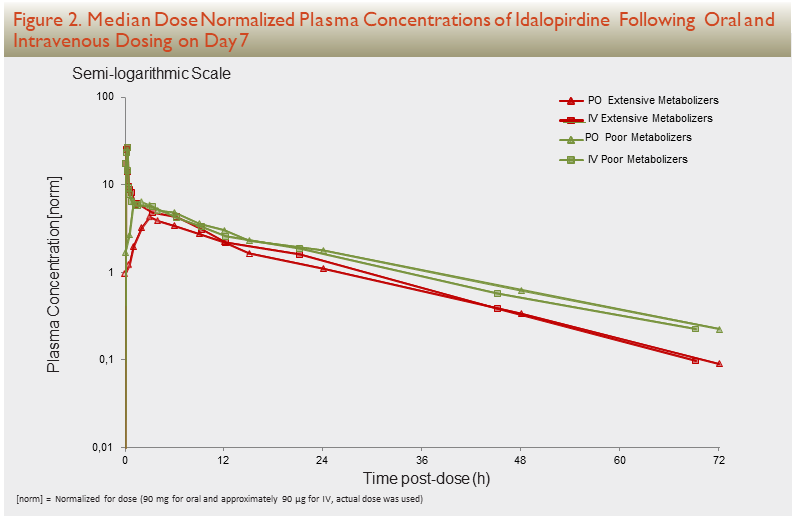 Figure 2. Median Dose Normalized Plasma Concentrations of Idalopirdine Following Oral and
Intravenous Dosing on Day 7
Semi-logarithmic Scale
100
10
1
0,1
0,01
Plasma Concentration[norm]
PO Extensive Metabolizers
IV Extensive Metabolizers
PO Poor Metabolizers
IV Poor Metabolizers
0 12 24 36 48 60 72
Time post-dose (h)
[norm] = Normalized for dose (90 mg for oral and approximately 90 µg for IV, actual dose was used)